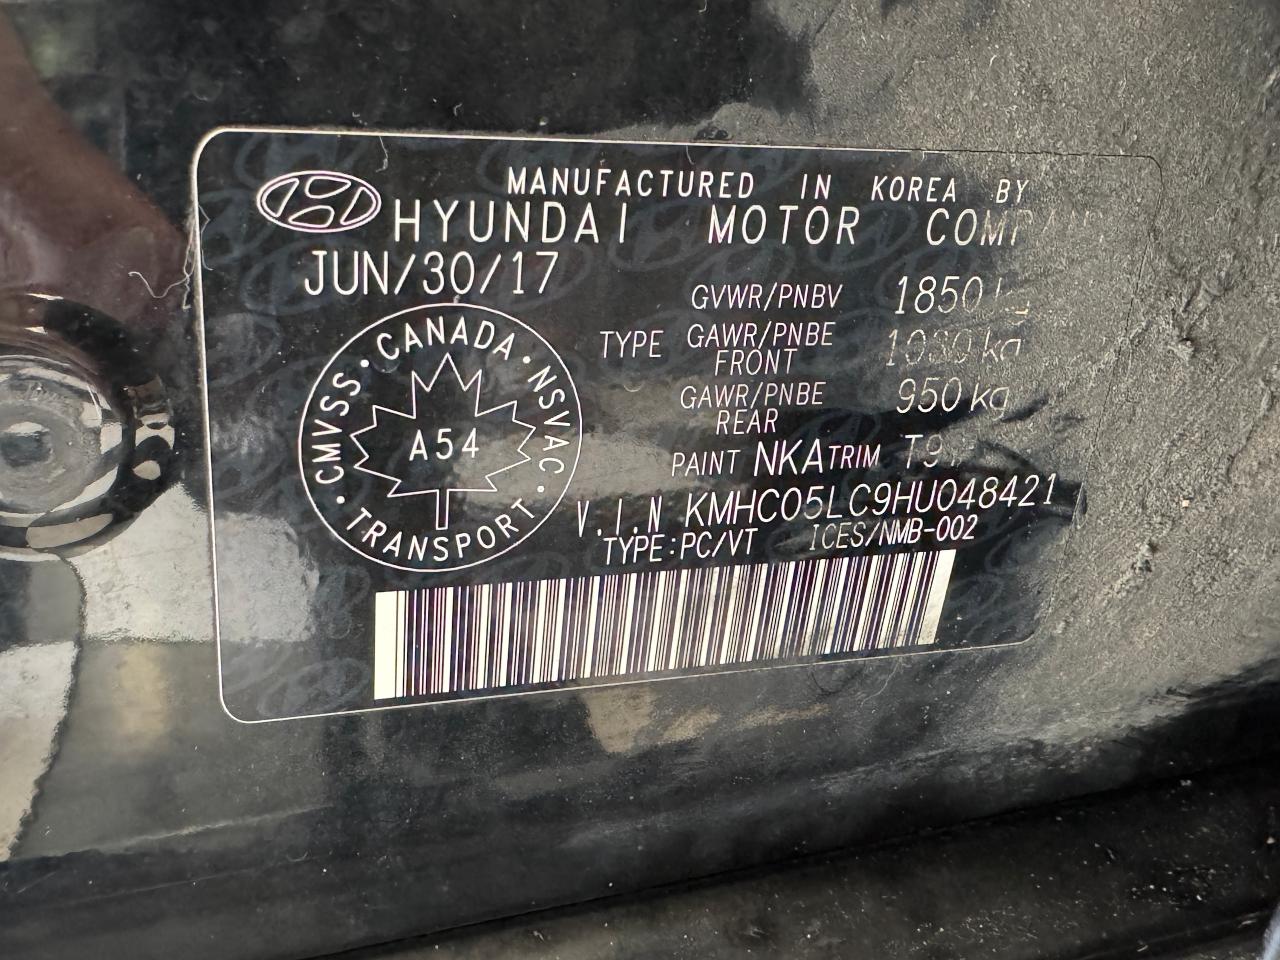 MANUFACTURED IN KOREA BY
HYUNDAI MOTOR
JUN/30/17
GVWR/PNBV 1850
TYPE GAWR/PNBE FRONT kg
GAWR/PNBE REAR 950 kg
PAINT NKA TRIM
V.I.N KMHC05LC9HU048421
TYPE:PC/VT ICES/NMB-002
CANADA · NSVAC · TRANSPORT · CMVSS ·
A54